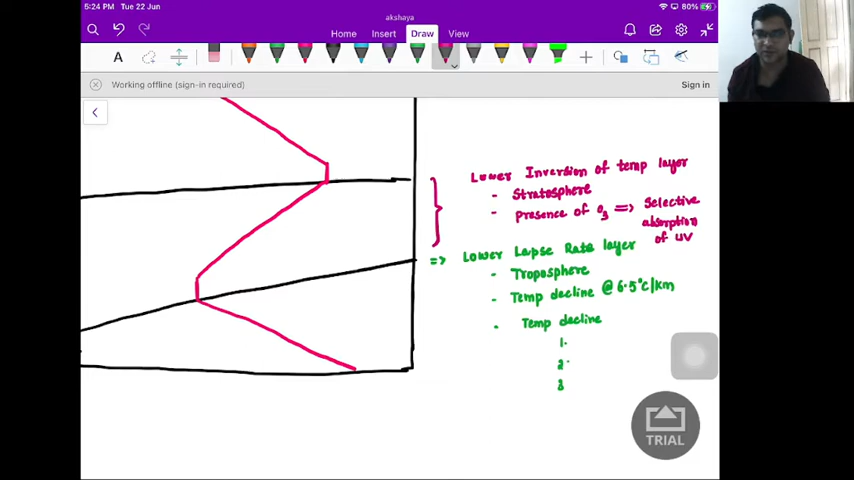 5:24 PM Tue 22 Jun
80%
akshaya
Home Insert Draw View
A
Working offline (sign-in required)
Sign in
Lower Inversion of temp layer
- Stratosphere
- presence of O3 => Selective
absorption
of UV
=> Lower Lapse Rate layer
- Troposphere
- Temp decline @ 6.5°c/km
- Temp decline
1.
2.
3
TRIAL